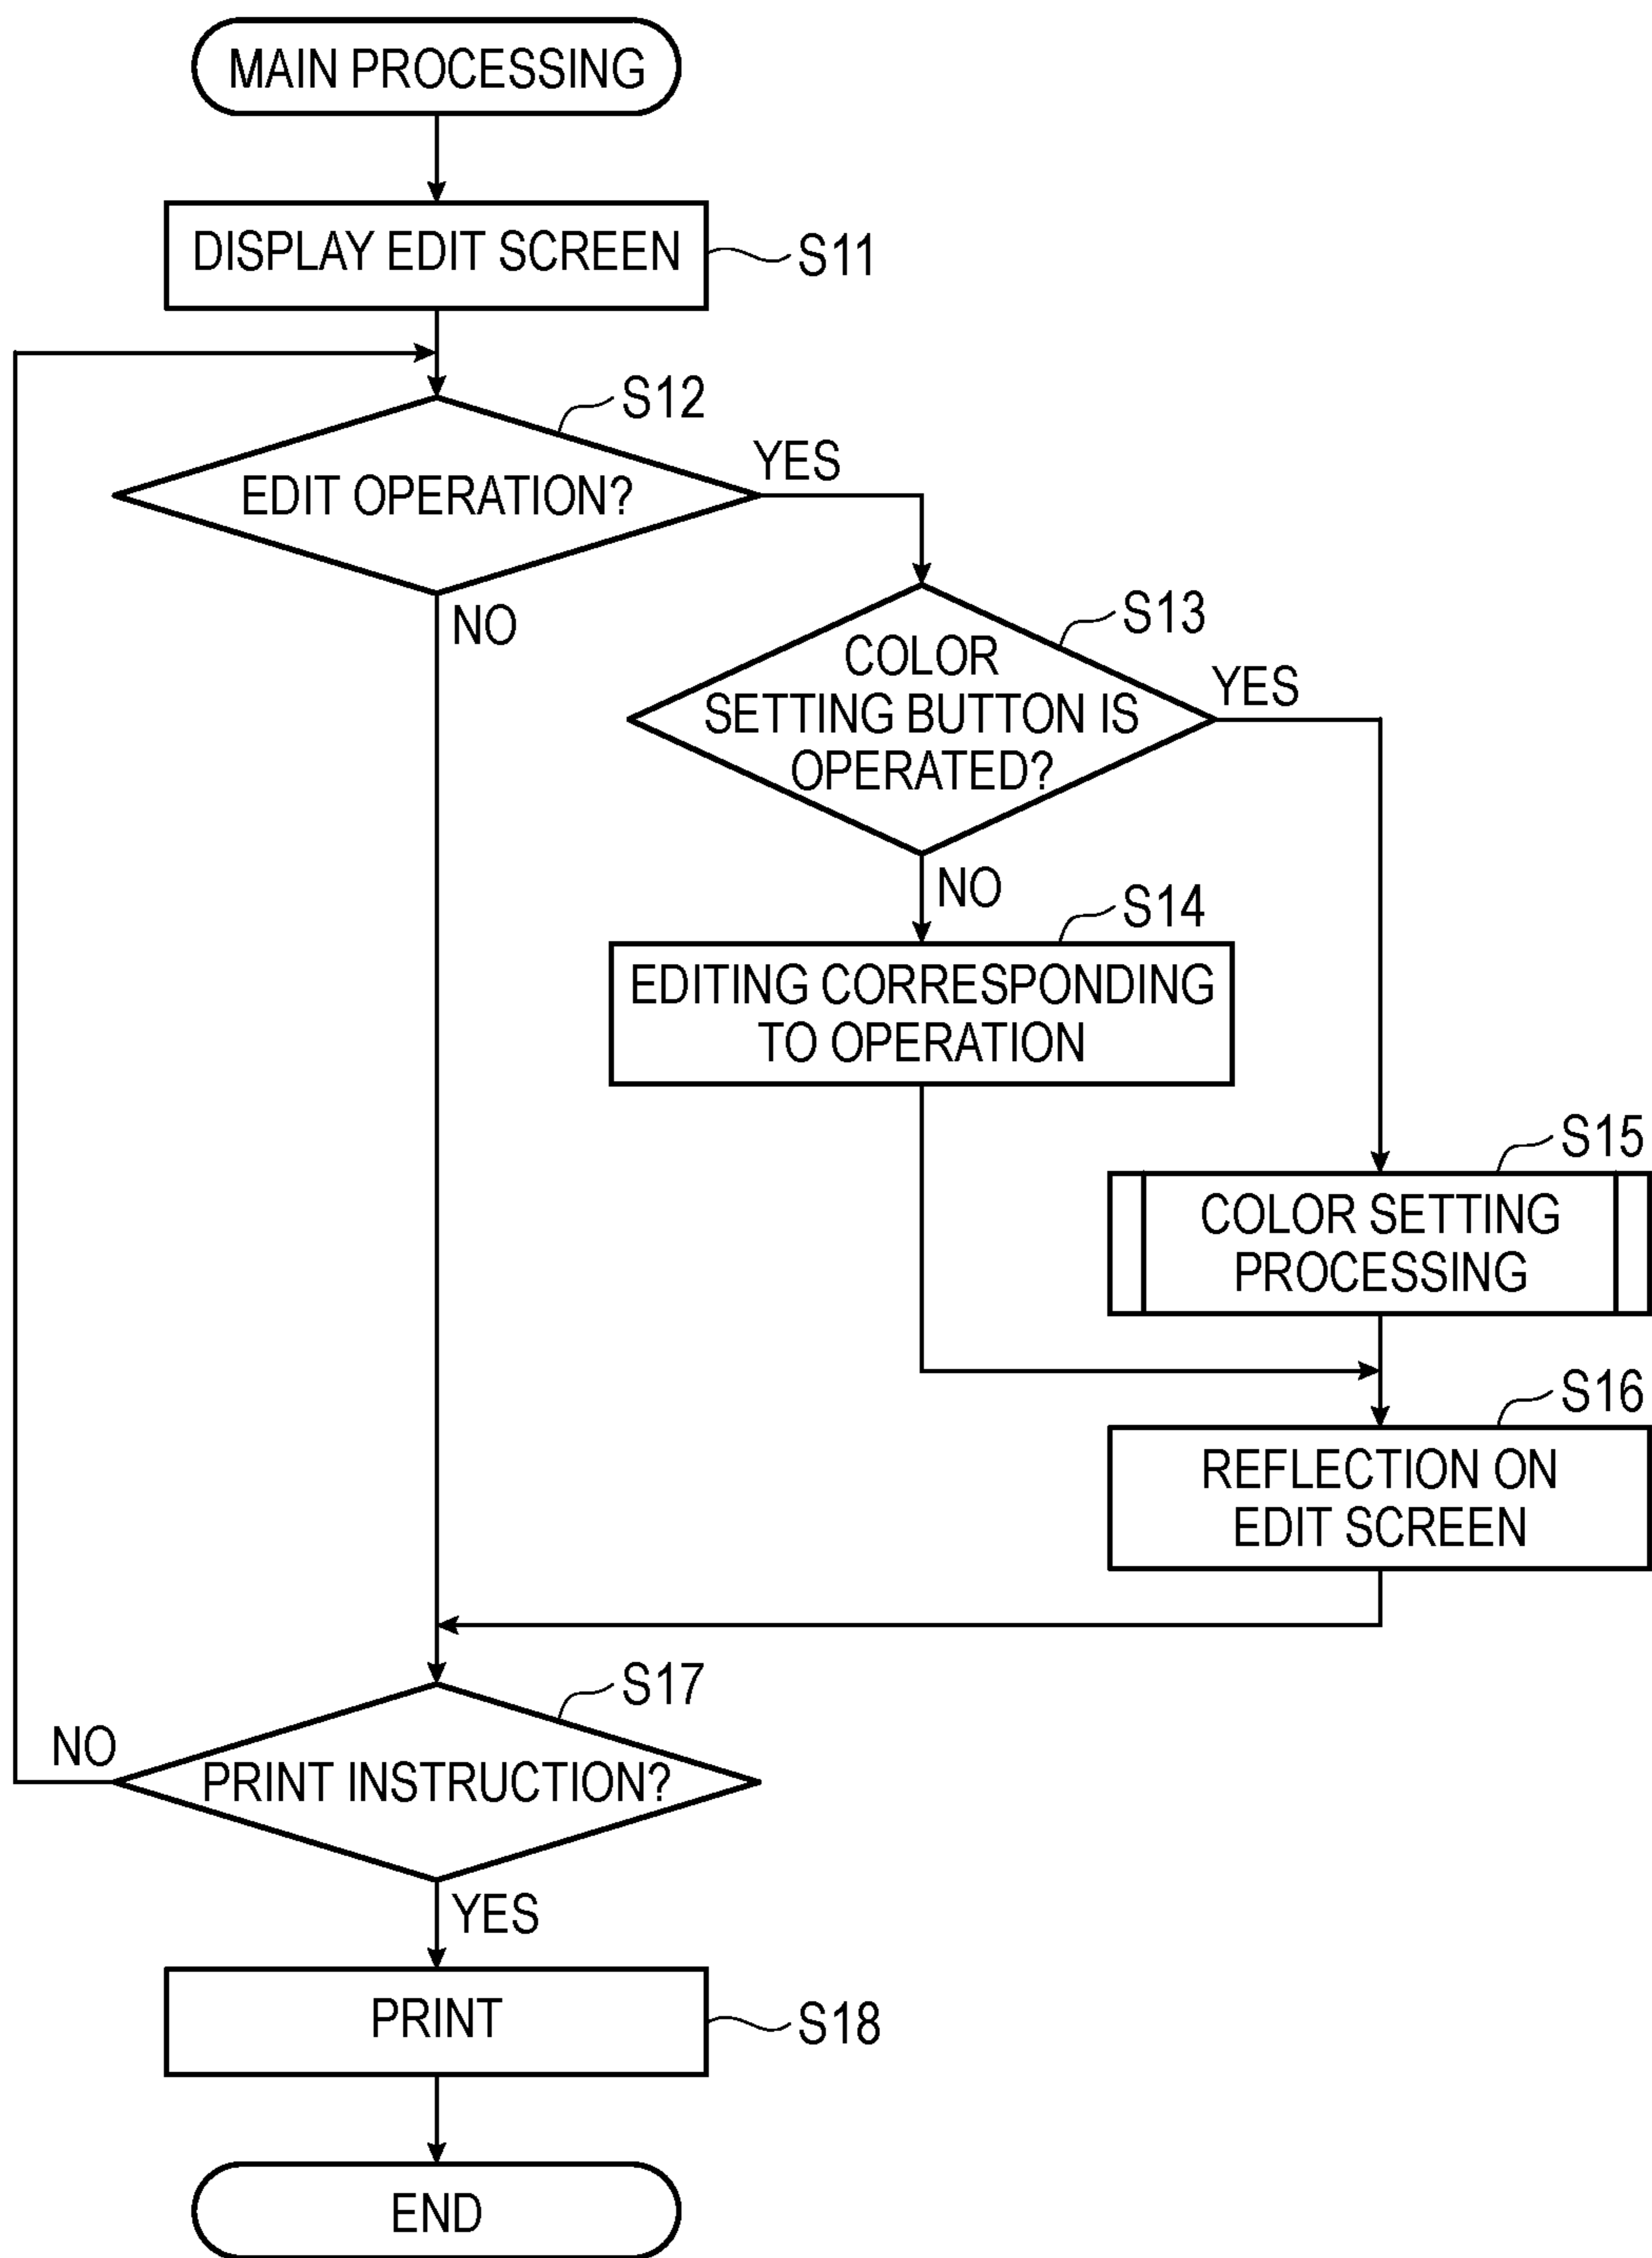 MAIN PROCESSING
DISPLAY EDIT SCREEN
S11
S12
EDIT OPERATION?
YES
NO
S13
COLOR
SETTING BUTTON IS
OPERATED?
YES
NO
S14
EDITING CORRESPONDING
TO OPERATION
S15
COLOR SETTING
PROCESSING
S16
REFLECTION ON
EDIT SCREEN
S17
NO
PRINT INSTRUCTION?
YES
PRINT
S18
END